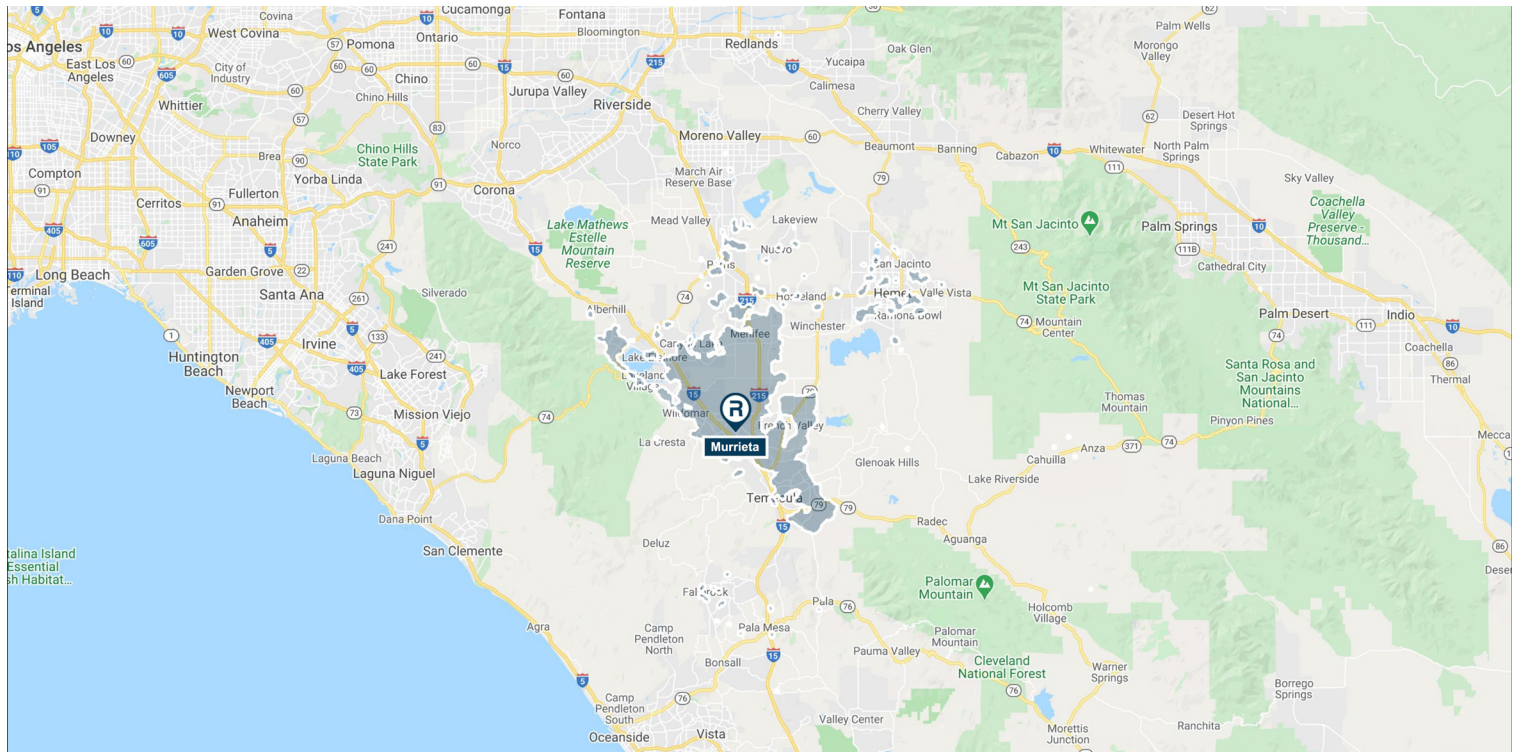 Covina
Cucamonga
Fontana
West Covina
Ontario
Bloomington
Redlands
Oak Glen
Palm Wells
Morongo
Valley
os Angeles
East Los
Angeles
City of
Industry
Pomona
Chino
Chino Hills
Jurupa Valley
Riverside
Yucaipa
Calimesa
Cherry Valley
Desert Hot
Springs
Whittier
Downey
Brea
Chino Hills
State Park
Norco
Moreno Valley
Beaumont
Banning
Cabazon
Whitewater
North Palm
Springs
Compton
Fullerton
Yorba Linda
Corona
March Air
Reserve Base
Sky Valley
Cerritos
Anaheim
Lake Mathews
Estelle
Mountain
Reserve
Mead Valley
Lakeview
Nuevo
Mt San Jacinto
Palm Springs
Coachella
Valley
Preserve -
Thousand...
Long Beach
Terminal
Island
Garden Grove
Santa Ana
Silverado
San Jacinto
Valle Vista
Ramona Bowl
Mt San Jacinto
State Park
Cathedral City
Palm Desert
Indio
Alberhill
Homeland
Winchester
Menifee
Mountain
Center
Coachella
Thermal
Huntington
Beach
Irvine
Lake Forest
Newport
Beach
Mission Viejo
Wildomar
French Valley
Santa Rosa and
San Jacinto
Mountains
National...
Thomas
Mountain
Pinyon Pines
R
Murrieta
La Cresta
Laguna Beach
Laguna Niguel
Glenoak Hills
Cahuilla
Anza
Lake Riverside
Mecca
Temecula
Dana Point
San Clemente
Deluz
Radec
Aguanga
talina Island
Essential
sh Habitat...
Fallbrook
Pala
Palomar
Mountain
Holcomb
Village
Agra
Camp
Pendleton
North
Pala Mesa
Palomar
Mountain
Bonsall
Pauma Valley
Cleveland
National Forest
Warner
Springs
Borrego
Springs
Camp
Pendleton
South
Oceanside
Vista
Valley Center
Morettis
Junction
Ranchita